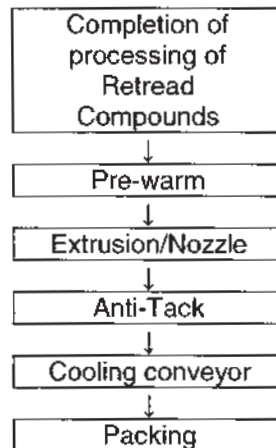 Completion of
processing of
Retread
Compounds
Pre-warm
Extrusion/Nozzle
Anti-Tack
Cooling conveyor
Packing